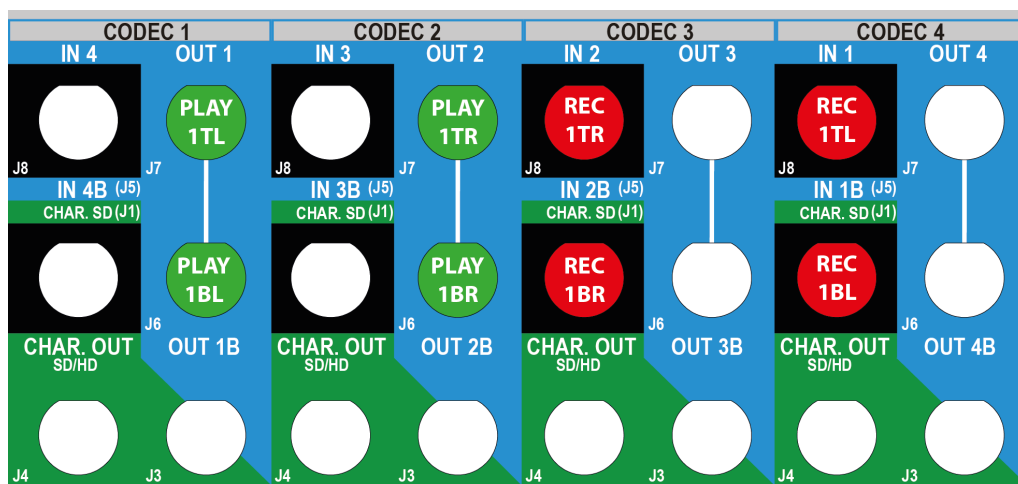 CODEC 1 CODEC 2 CODEC 3 CODEC 4
IN 4 OUT 1 IN 3 OUT 2 IN 2 OUT 3 IN 1 OUT 4
PLAY PLAY REC REC
1TL 1TR 1TR 1TL
J8 J7 J8 J7 J8 J7 J8 J7
IN 4B (J5) IN 3B (J5) IN 2B (J5) IN 1B (J5)
CHAR. SD (J1) CHAR. SD (J1) CHAR. SD (J1) CHAR. SD (J1)
PLAY PLAY REC REC
1BL 1BR 1BR 1BL
J6 J6 J6 J6
CHAR. OUT OUT 1B CHAR. OUT OUT 2B CHAR. OUT OUT 3B CHAR. OUT OUT 4B
SD/HD SD/HD SD/HD SD/HD
J4 J3 J4 J3 J4 J3 J4 J3